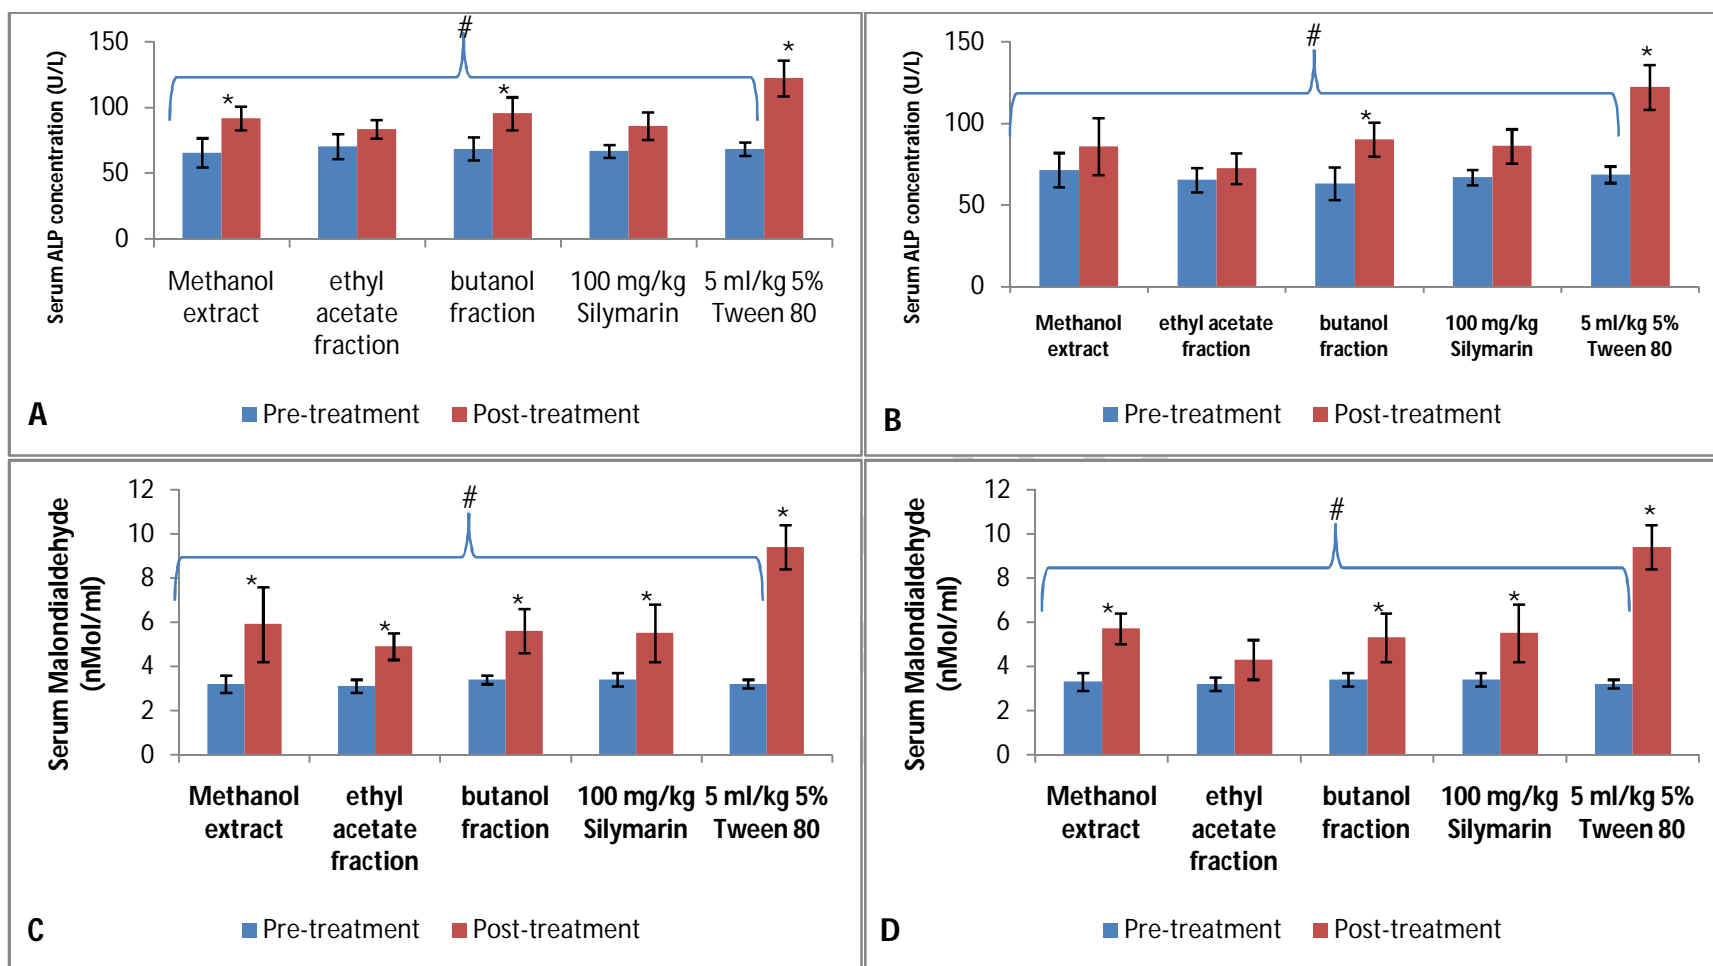 #
*
*
*
Serum ALP concentration (U/L)
150
100
50
0
Methanol extract
ethyl acetate fraction
butanol fraction
100 mg/kg Silymarin
5 ml/kg 5% Tween 80
A
Pre-treatment
Post-treatment
#
*
*
Serum ALP concentration (U/L)
150
100
50
0
Methanol extract
ethyl acetate fraction
butanol fraction
100 mg/kg Silymarin
5 ml/kg 5% Tween 80
B
Pre-treatment
Post-treatment
#
*
*
*
*
*
Serum Malondialdehyde (nMol/ml)
12
10
8
6
4
2
0
Methanol extract
ethyl acetate fraction
butanol fraction
100 mg/kg Silymarin
5 ml/kg 5% Tween 80
C
Pre-treatment
Post-treatment
#
*
*
*
*
Serum Malondialdehyde (nMol/ml)
12
10
8
6
4
2
0
Methanol extract
ethyl acetate fraction
butanol fraction
100 mg/kg Silymarin
5 ml/kg 5% Tween 80
D
Pre-treatment
Post-treatment